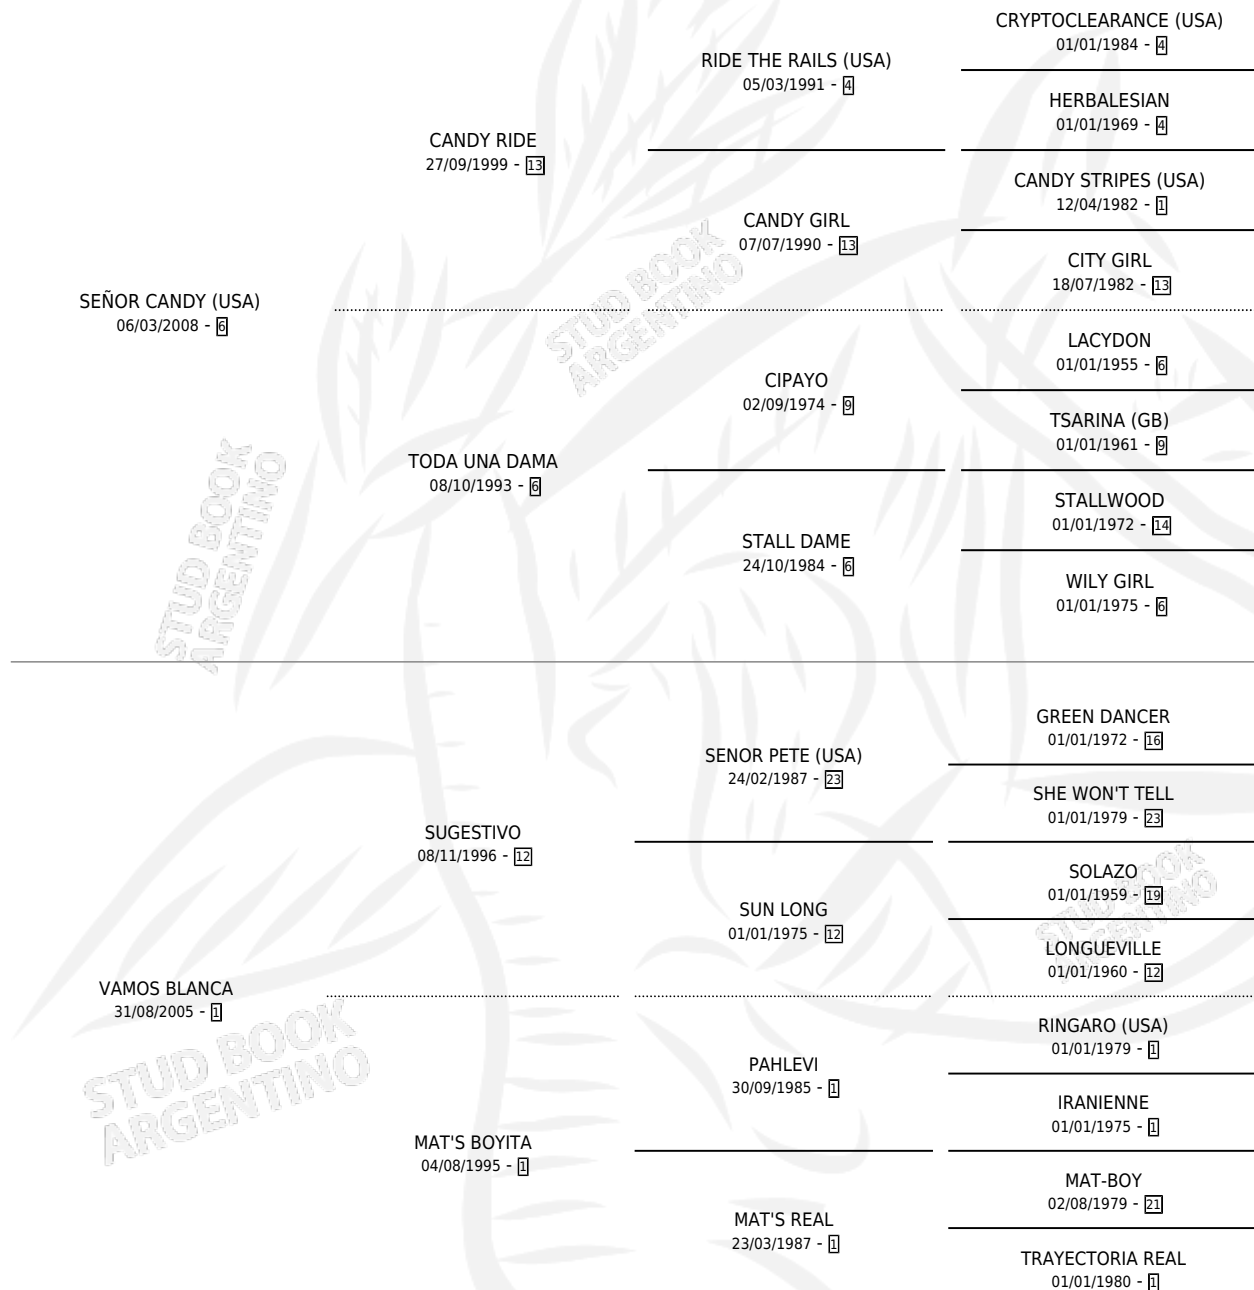 CRYPTOCLEARANCE (USA)
01/01/1984 - 4
RIDE THE RAILS (USA)
05/03/1991 - 4
HERBALESIAN
01/01/1969 - 4
CANDY RIDE
27/09/1999 - 13
CANDY STRIPES (USA)
12/04/1982 - 1
CANDY GIRL
07/07/1990 - 13
CITY GIRL
18/07/1982 - 13
SEÑOR CANDY (USA)
06/03/2008 - 6
LACYDON
01/01/1955 - 6
CIPAYO
02/09/1974 - 9
TSARINA (GB)
01/01/1961 - 9
TODA UNA DAMA
08/10/1993 - 6
STALLWOOD
01/01/1972 - 14
STALL DAME
24/10/1984 - 6
WILY GIRL
01/01/1975 - 6
GREEN DANCER
01/01/1972 - 16
SENOR PETE (USA)
24/02/1987 - 23
SHE WON'T TELL
01/01/1979 - 23
SUGESTIVO
08/11/1996 - 12
SOLAZO
01/01/1959 - 19
SUN LONG
01/01/1975 - 12
LONGUEVILLE
01/01/1960 - 12
VAMOS BLANCA
31/08/2005 - 1
RINGARO (USA)
01/01/1979 - 1
PAHLEVI
30/09/1985 - 1
IRANIENNE
01/01/1975 - 1
MAT'S BOYITA
04/08/1995 - 1
MAT-BOY
02/08/1979 - 21
MAT'S REAL
23/03/1987 - 1
TRAYECTORIA REAL
01/01/1980 - 1
STUD BOOK
ARGENTINO
STUD BOOK
ARGENTINO
STUD BOOK
ARGENTINO
STUD BOOK
ARGENTINO